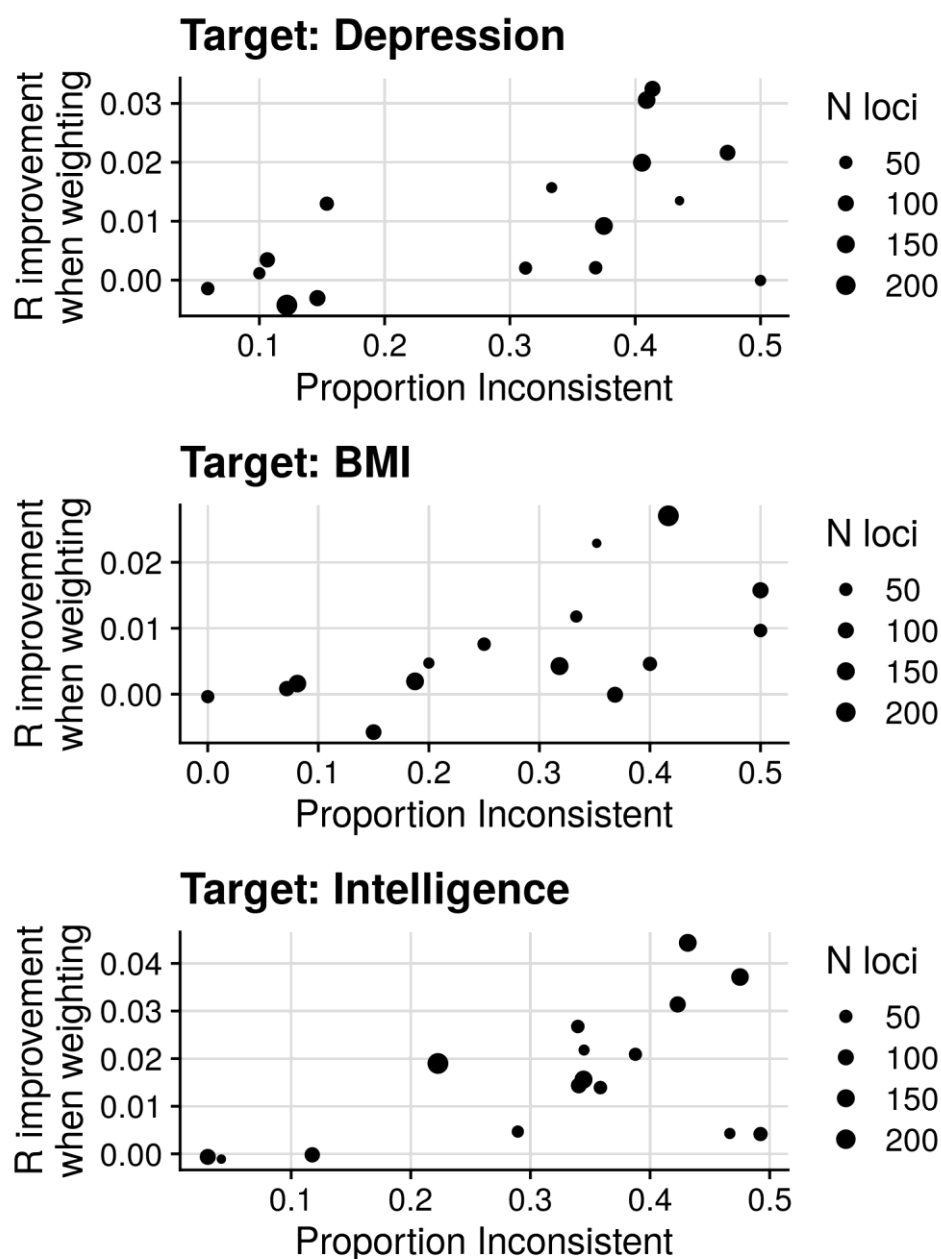 Target: Depression
R improvement
when weighting
0.03
0.02
0.01
0.00
0.1 0.2 0.3 0.4 0.5
Proportion Inconsistent
N loci
50
100
150
200
Target: BMI
R improvement
when weighting
0.02
0.01
0.00
0.0 0.1 0.2 0.3 0.4 0.5
Proportion Inconsistent
N loci
50
100
150
200
Target: Intelligence
R improvement
when weighting
0.04
0.03
0.02
0.01
0.00
0.1 0.2 0.3 0.4 0.5
Proportion Inconsistent
N loci
50
100
150
200